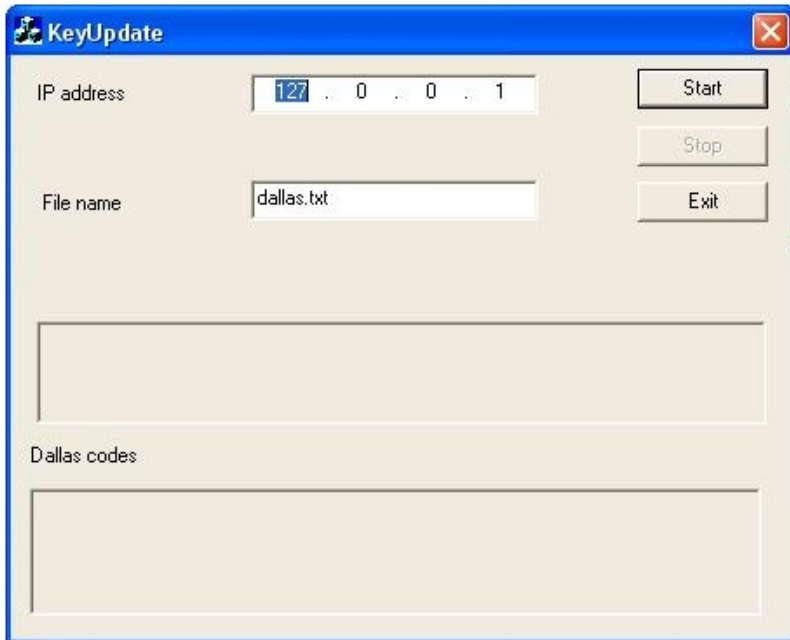 KeyUpdate
IP address 127 . 0 . 0 . 1 Start
Stop
File name dallas.txt Exit
Dallas codes